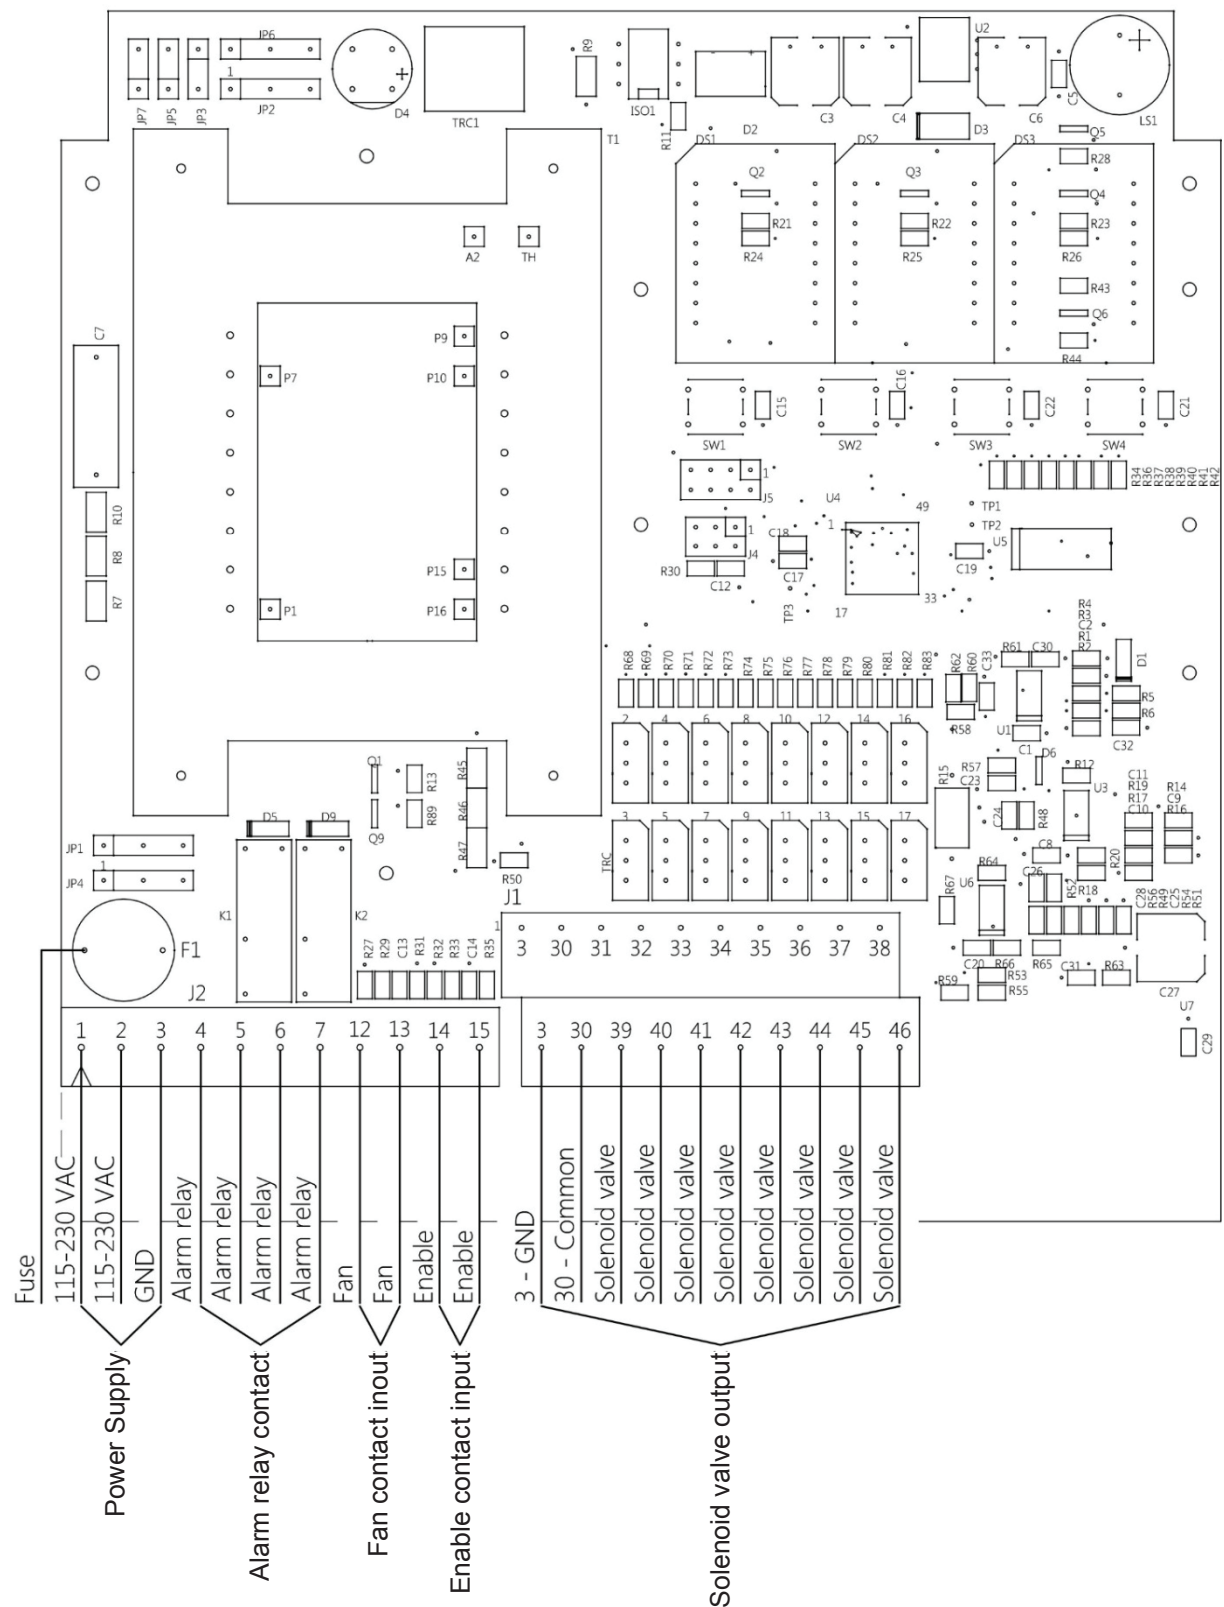 JP7
JP5
JP3
JP6
1
JP2
D4
TRC1
R9
ISO1
R11
D2
C3
C4
U2
D3
C6
C5
LS1
T1
DS1
DS2
DS3
Q5
R28
Q2
Q3
Q4
R21
R22
R23
R24
R25
R26
R43
Q6
R44
A2
TH
C7
P9
P7
P10
P15
P1
P16
R10
R8
R7
SW1
C15
SW2
C16
SW3
C22
SW4
C21
1
J5
1
J4
R30
C12
C18
C17
TP3
U4
1
49
17
33
TP1
TP2
C19
U5
R34
R36
R37
R38
R39
R40
R41
R42
R68
R69
R70
R71
R72
R73
R74
R75
R76
R77
R78
R79
R80
R81
R82
R83
2
4
6
8
10
12
14
16
TRC
3
5
7
9
11
13
15
17
R62
R60
C33
R58
R61
C30
U1
C1
R4
R3
C2
R1
R2
D1
R5
R6
C32
R15
R57
C23
D6
R12
C24
R48
U3
C11
R19
R17
C10
R14
C9
R16
C8
R20
R18
R64
C26
R52
R67
U6
C28
R56
R49
C25
R54
R51
C20
R66
R65
R53
R55
R59
C31
R63
C27
U7
C29
Q1
R13
Q9
R89
R45
R46
R47
R50
JP1
1
JP4
D5
D9
K1
K2
F1
J2
R27
R29
C13
R31
R32
R33
C14
R35
J1
1
3 30 31 32 33 34 35 36 37 38
1 2 3 4 5 6 7 12 13 14 15
3 30 39 40 41 42 43 44 45 46
Fuse
115-230 VAC
115-230 VAC
GND
Alarm relay
Alarm relay
Alarm relay
Alarm relay
Fan
Fan
Enable
Enable
3 - GND
30 - Common
Solenoid valve
Solenoid valve
Solenoid valve
Solenoid valve
Solenoid valve
Solenoid valve
Solenoid valve
Solenoid valve
Power Supply
Alarm relay contact
Fan contact inout
Enable contact input
Solenoid valve output